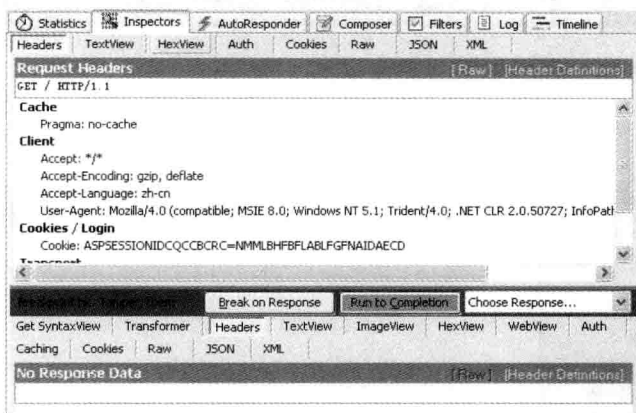 Statistics Inspectors AutoResponder Composer Filters Log Timeline
Headers TextView HexView Auth Cookies Raw JSON XML
Request Headers [Raw] [Header Definitions]
GET / HTTP/1.1
Cache
Pragma: no-cache
Client
Accept: */*
Accept-Encoding: gzip, deflate
Accept-Language: zh-cn
User-Agent: Mozilla/4.0 (compatible; MSIE 8.0; Windows NT 5.1; Trident/4.0; .NET CLR 2.0.50727; InfoPath
Cookies / Login
Cookie: ASPSESSIONIDCQCCBCRC=NMMLBHFBFLABLFGFNAIDAECD
Transport
Break on Response Run to Completion Choose Response...
Get SyntaxView Transformer Headers TextView ImageView HexView WebView Auth
Caching Cookies Raw JSON XML
No Response Data [Raw] [Header Definitions]